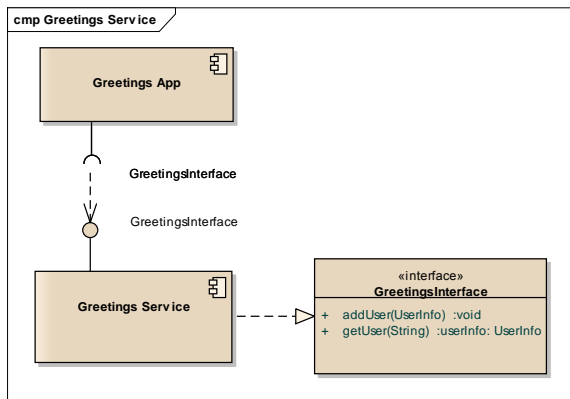 cmp Greetings Service
Greetings App
GreetingsInterface
GreetingsInterface
Greetings Service
«interface»
GreetingsInterface
+ addUser(UserInfo) :void
+ getUser(String) :userInfo: UserInfo